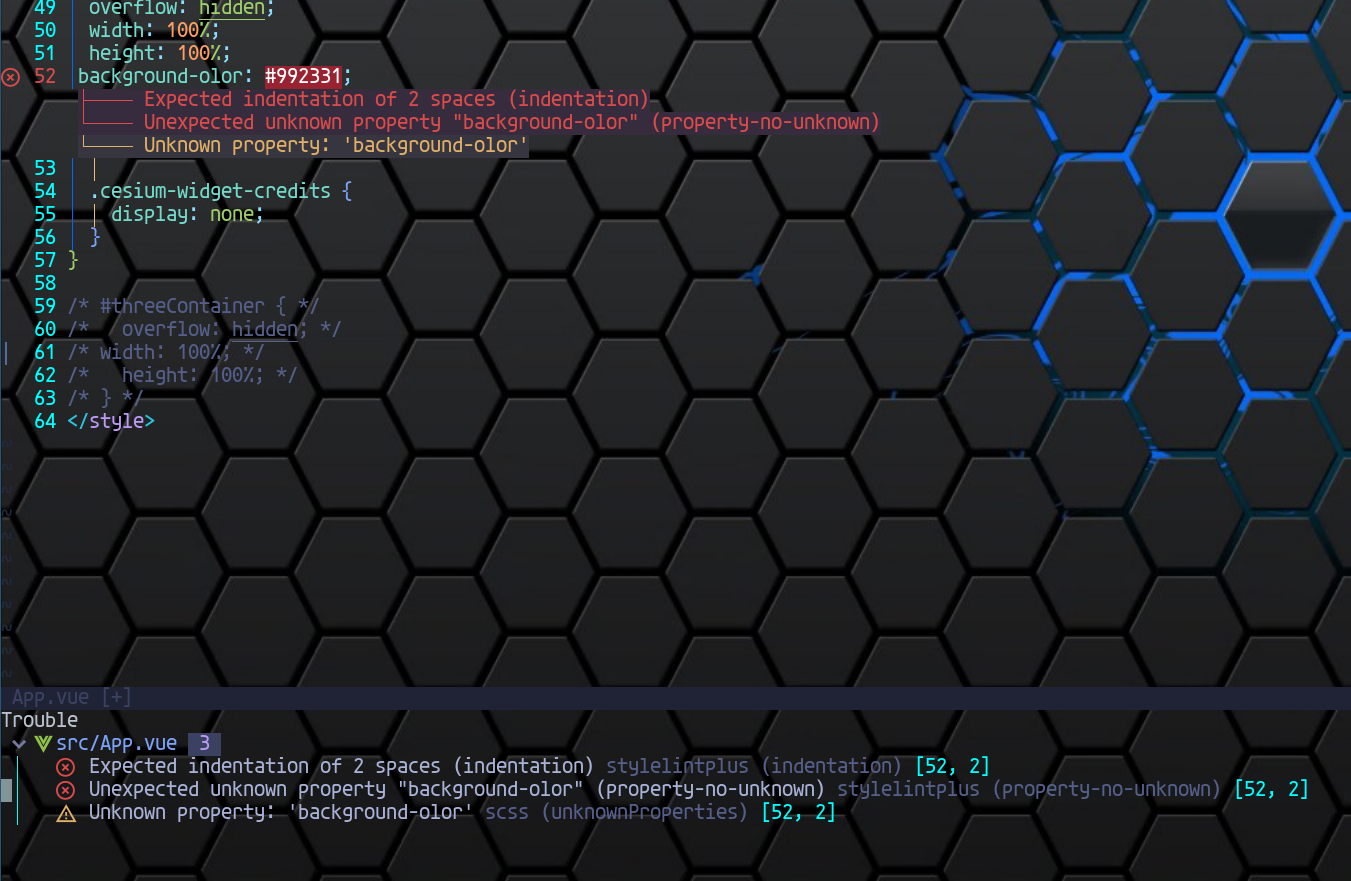 49 overflow: hidden;
50 width: 100%;
51 height: 100%;
52 background-olor: #992331;
Expected indentation of 2 spaces (indentation)
Unexpected unknown property "background-olor" (property-no-unknown)
Unknown property: 'background-olor'
53
54 .cesium-widget-credits {
55 display: none;
56 }
57 }
58
59 /* #threeContainer { */
60 /*   overflow: hidden; */
61 /* width: 100%; */
62 /*   height: 100%; */
63 /* } */
64 </style>
~
~
~
~
~
~
~
~
~
~
~
App.vue [+]
Trouble
src/App.vue 3
Expected indentation of 2 spaces (indentation) stylelintplus (indentation) [52, 2]
Unexpected unknown property "background-olor" (property-no-unknown) stylelintplus (property-no-unknown) [52, 2]
Unknown property: 'background-olor' scss (unknownProperties) [52, 2]